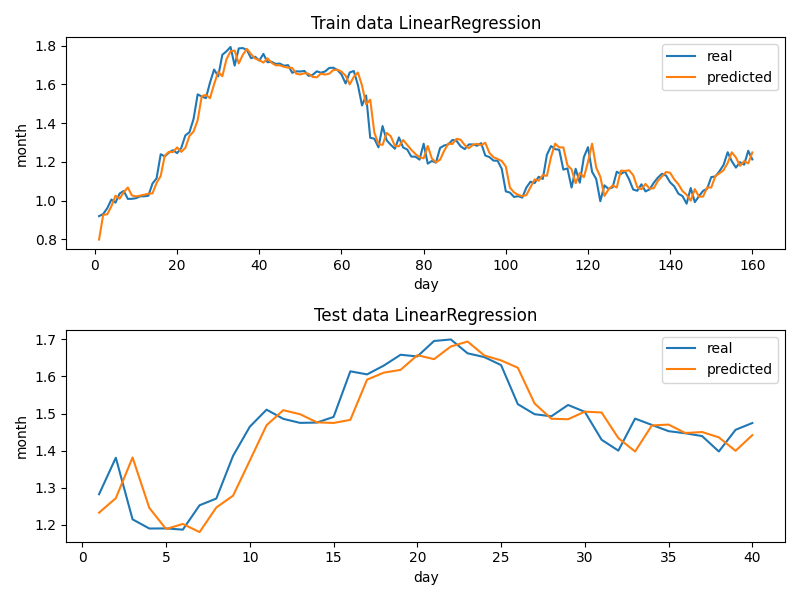 Train data LinearRegression
real
predicted
month
1.8
1.6
1.4
1.2
1.0
0.8
0 20 40 60 80 100 120 140 160
day
Test data LinearRegression
real
predicted
month
1.7
1.6
1.5
1.4
1.3
1.2
0 5 10 15 20 25 30 35 40
day